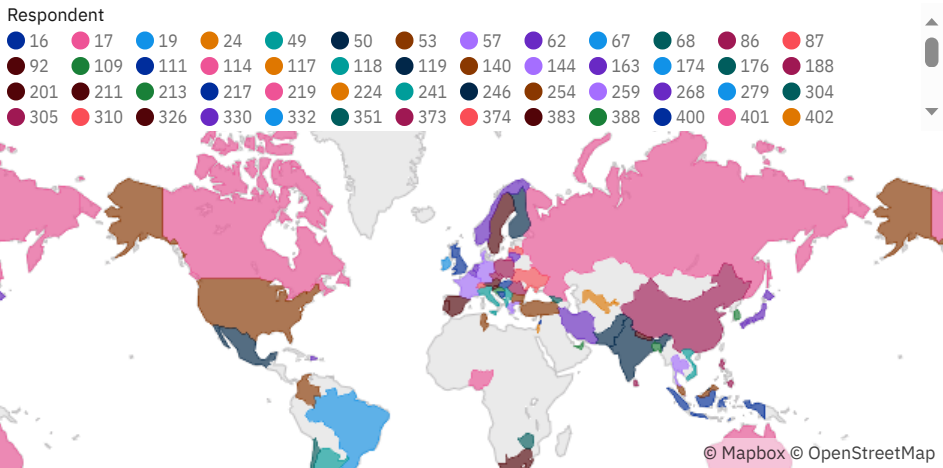 Respondent
16 17 19 24 49 50 53 57 62 67 68 86 87
92 109 111 114 117 118 119 140 144 163 174 176 188
201 211 213 217 219 224 241 246 254 259 268 279 304
305 310 326 330 332 351 373 374 383 388 400 401 402
© Mapbox © OpenStreetMap